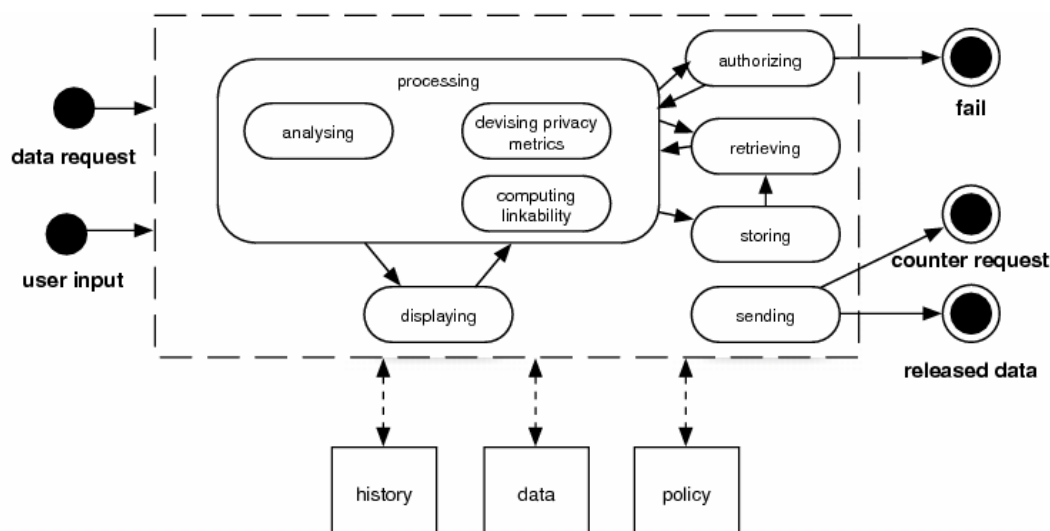 processing
authorizing
fail
analysing
devising privacy
metrics
retrieving
data request
computing
linkability
storing
user input
counter request
displaying
sending
released data
history
data
policy